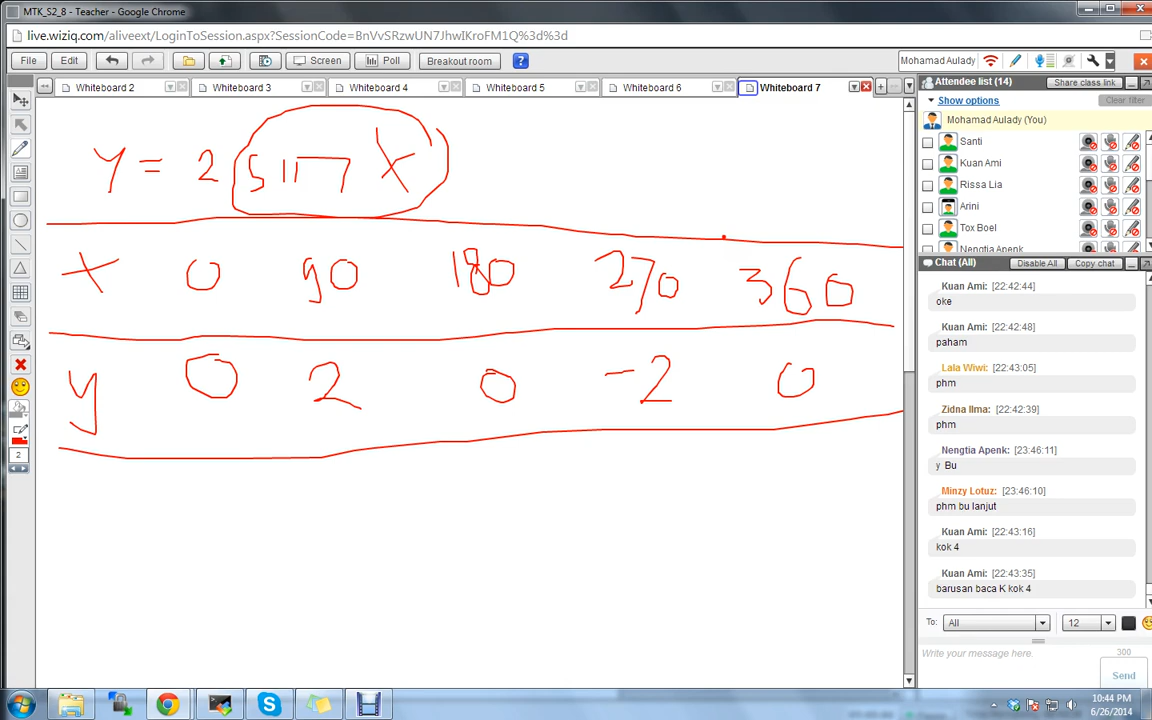 MTK_S2_8 - Teacher - Google Chrome
live.wiziq.com/aliveext/LoginToSession.aspx?SessionCode=BnVvSRzwUN7JhwIKroFM1Q%3d%3d
File Edit Screen Poll Breakout room ? Mohamad Aulady
Whiteboard 2 Whiteboard 3 Whiteboard 4 Whiteboard 5 Whiteboard 6 Whiteboard 7
y = 2 sin x
x 0 90 180 270 360
y 0 2 0 -2 0
2
Attendee list (14) Share class link
Show options Clear filter
Mohamad Aulady (You)
Santi
Kuan Ami
Rissa Lia
Arini
Tox Boel
Nengtia Apenk
Chat (All) Disable All Copy chat
Kuan Ami: [22:42:44]
oke
Kuan Ami: [22:42:48]
paham
Lala Wiwi: [22:43:05]
phm
Zidna Ilma: [22:42:39]
phm
Nengtia Apenk: [23:46:11]
y Bu
Minzy Lotuz: [23:46:10]
phm bu lanjut
Kuan Ami: [22:43:16]
kok 4
Kuan Ami: [22:43:35]
barusan baca K kok 4
To: All 12
Write your message here. 300
Send
10:44 PM
6/26/2014